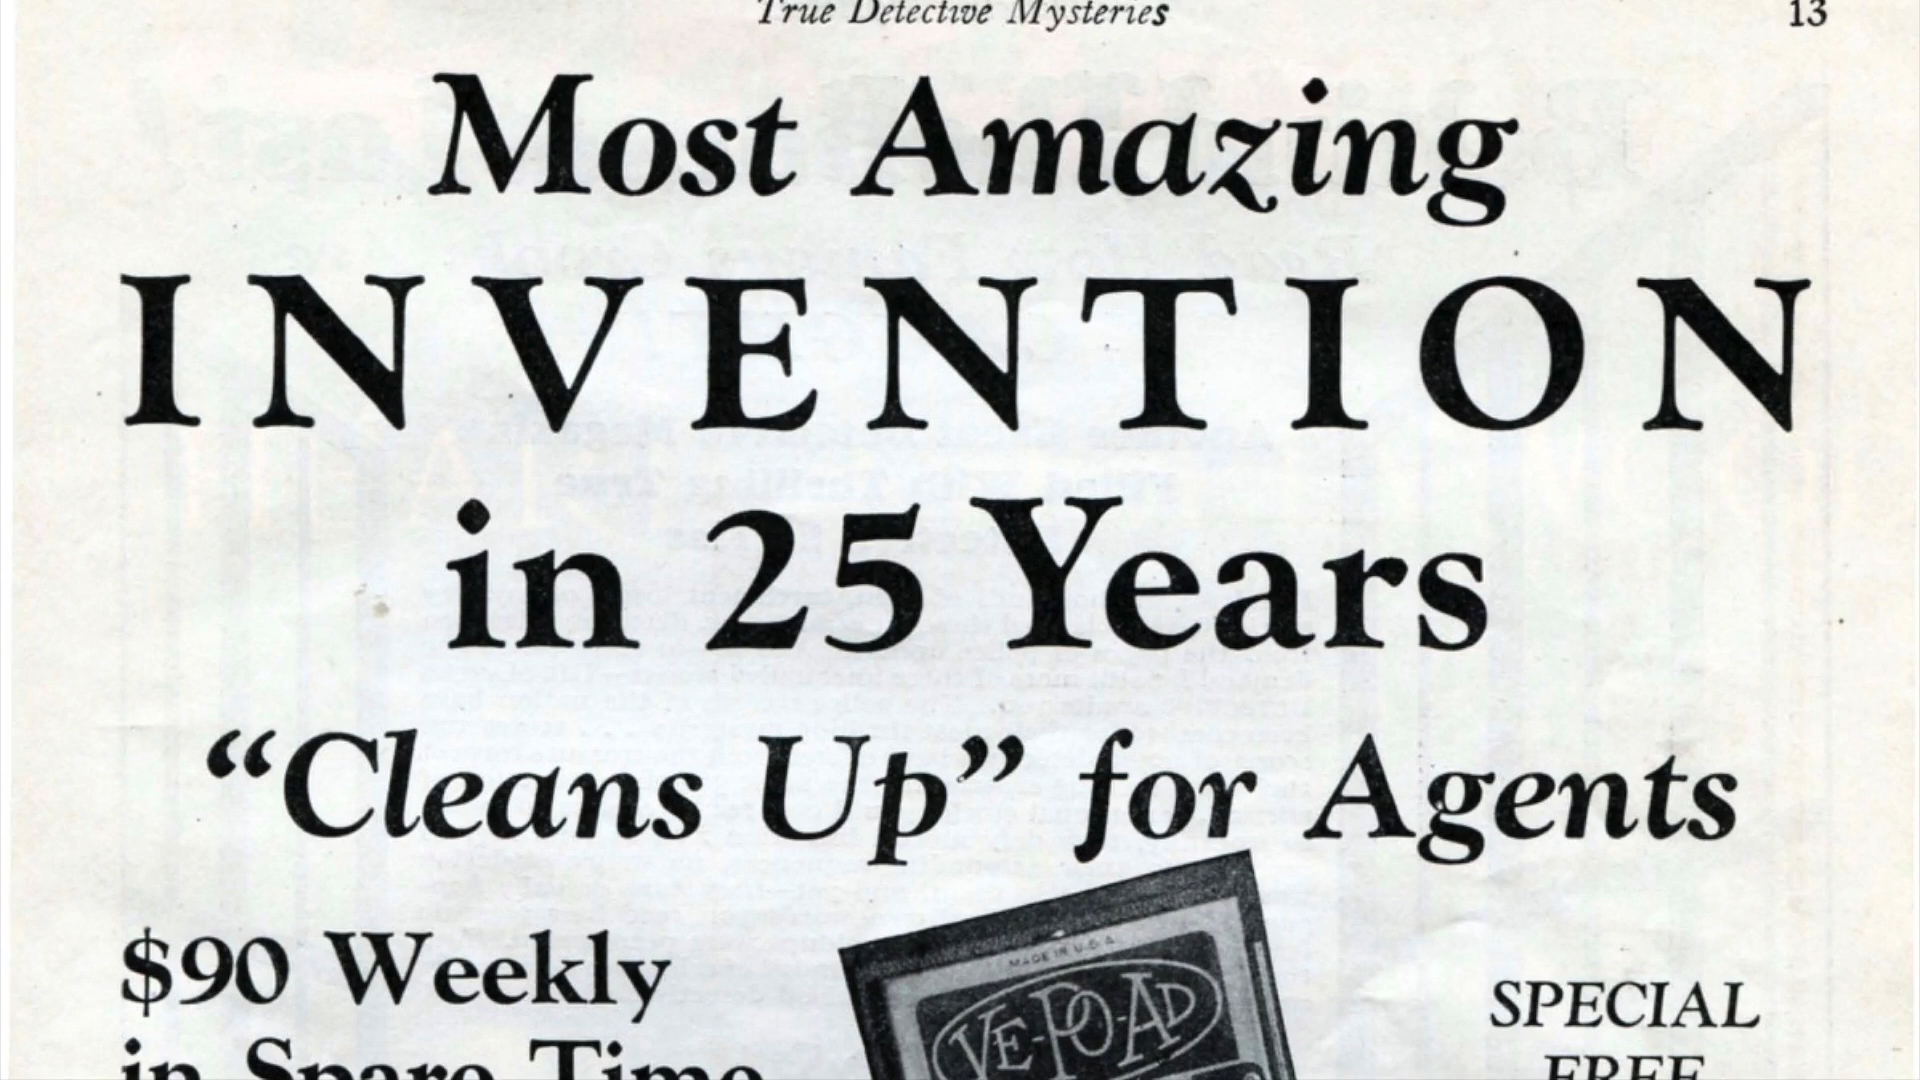 True Detective Mysteries 13
Most Amazing
INVENTION
in 25 Years
“Cleans Up” for Agents
$90 Weekly
in Spare Time
MADE IN U.S.A.
VE-PO-AD
SPECIAL
FREE